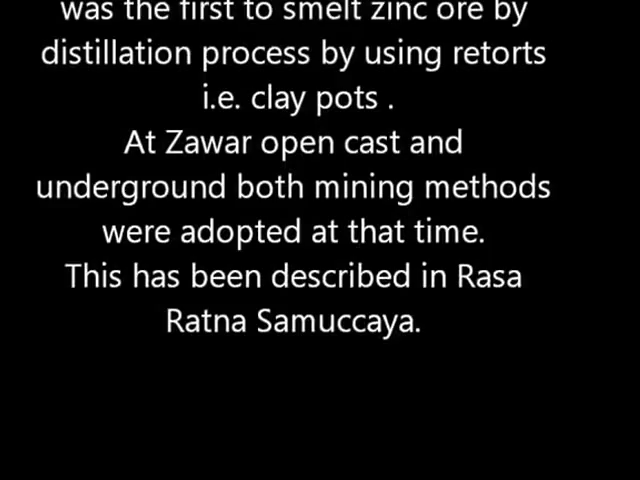 was the first to smelt zinc ore by
distillation process by using retorts
i.e. clay pots .
At Zawar open cast and
underground both mining methods
were adopted at that time.
This has been described in Rasa
Ratna Samuccaya.